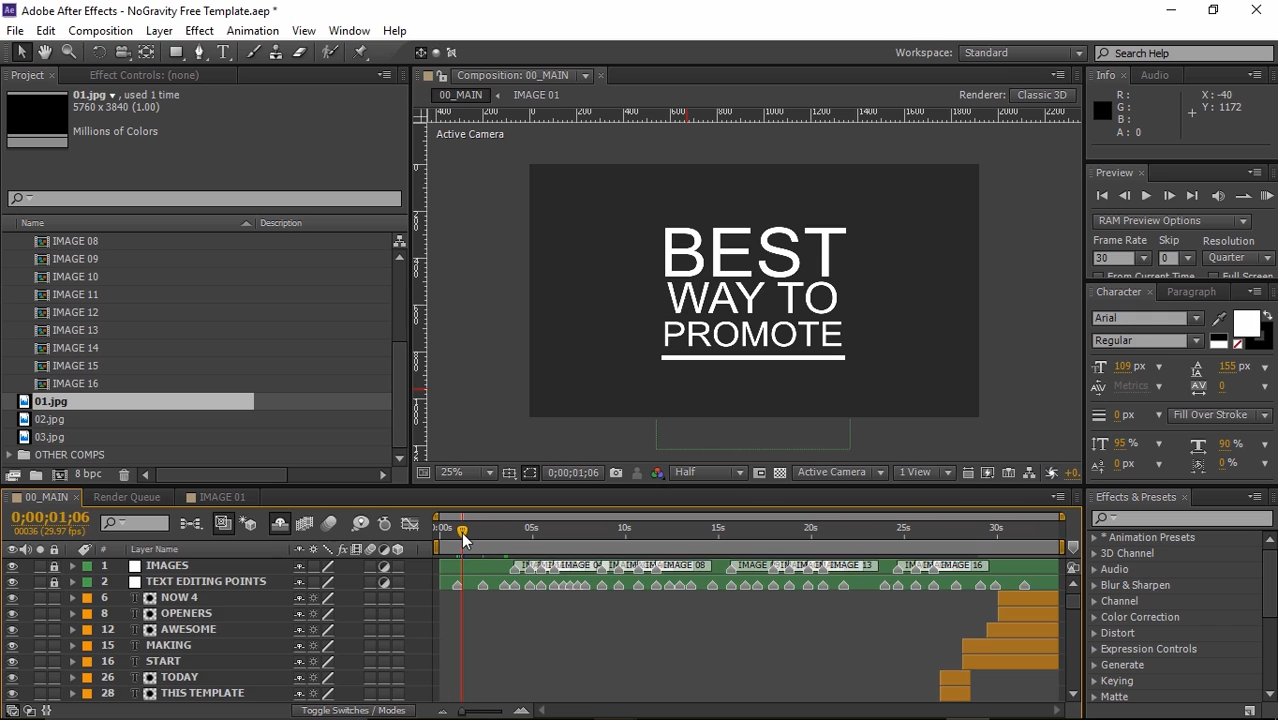 Adobe After Effects - NoGravity Free Template.aep *
File Edit Composition Layer Effect Animation View Window Help
Workspace: Standard Search Help
Project Effect Controls: (none)
01.jpg , used 1 time
5760 x 3840 (1.00)
Millions of Colors
Name Description
IMAGE 08
IMAGE 09
IMAGE 10
IMAGE 11
IMAGE 12
IMAGE 13
IMAGE 14
IMAGE 15
IMAGE 16
01.jpg
02.jpg
03.jpg
OTHER COMPS
8 bpc
Composition: 00_MAIN
00_MAIN IMAGE 01
Renderer: Classic 3D
Active Camera
BEST
WAY TO
PROMOTE
25% 0;00;01;06 Half Active Camera 1 View +0.
Info Audio
R : X : -40
G : Y : 1172
B :
A : 0
Preview
RAM Preview Options
Frame Rate Skip Resolution
30 0 Quarter
From Current Time Full Screen
Character Paragraph
Arial
Regular
109 px 155 px
Metrics 0
0 px Fill Over Stroke
95 % 90 %
0 px 0 %
00_MAIN Render Queue IMAGE 01
0;00;01;06
00036 (29.97 fps)
# Layer Name
:00s 05s 10s 15s 20s 25s 30s
1 IMAGES
2 TEXT EDITING POINTS
6 NOW 4
8 OPENERS
12 AWESOME
15 MAKING
16 START
26 TODAY
28 THIS TEMPLATE
Toggle Switches / Modes
Effects & Presets
* Animation Presets
3D Channel
Audio
Blur & Sharpen
Channel
Color Correction
Distort
Expression Controls
Generate
Keying
Matte